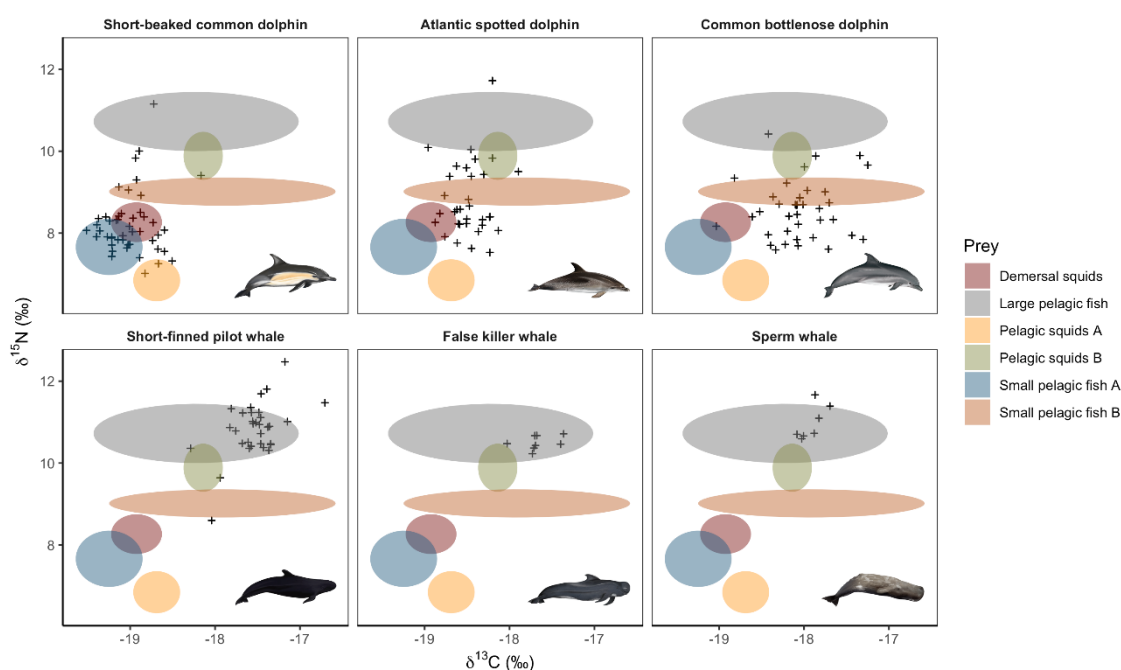 Short-beaked common dolphin
Atlantic spotted dolphin
Common bottlenose dolphin
12
10
8
Short-finned pilot whale
False killer whale
Sperm whale
12
10
8
-19 -18 -17
-19 -18 -17
-19 -18 -17
δ15N (‰)
δ13C (‰)
Prey
Demersal squids
Large pelagic fish
Pelagic squids A
Pelagic squids B
Small pelagic fish A
Small pelagic fish B